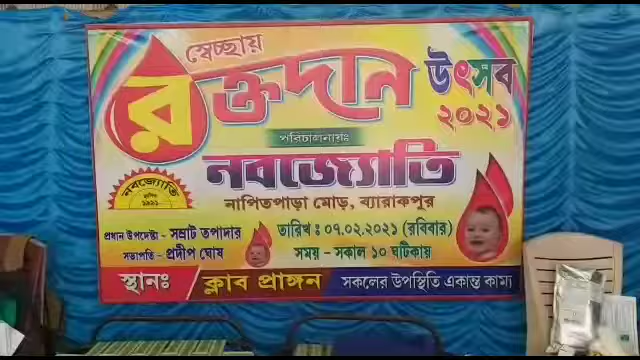 স্বেচ্ছায়
রক্তদান উৎসব
২০২১
পরিচালনায়ঃ
নবজ্যোতি
নাপিতপাড়া মোড়, ব্যারাকপুর
নবজ্যোতি
প্রধান উপদেষ্টা - সম্রাট তপাদার
সভাপতি - প্রদীপ ঘোষ
তারিখ : ০৭.০২.২০২১ (রবিবার)
সময় - সকাল ১০ ঘটিকায়
স্থানঃ ক্লাব প্রাঙ্গন সকলের উপস্থিতি একান্ত কাম্য